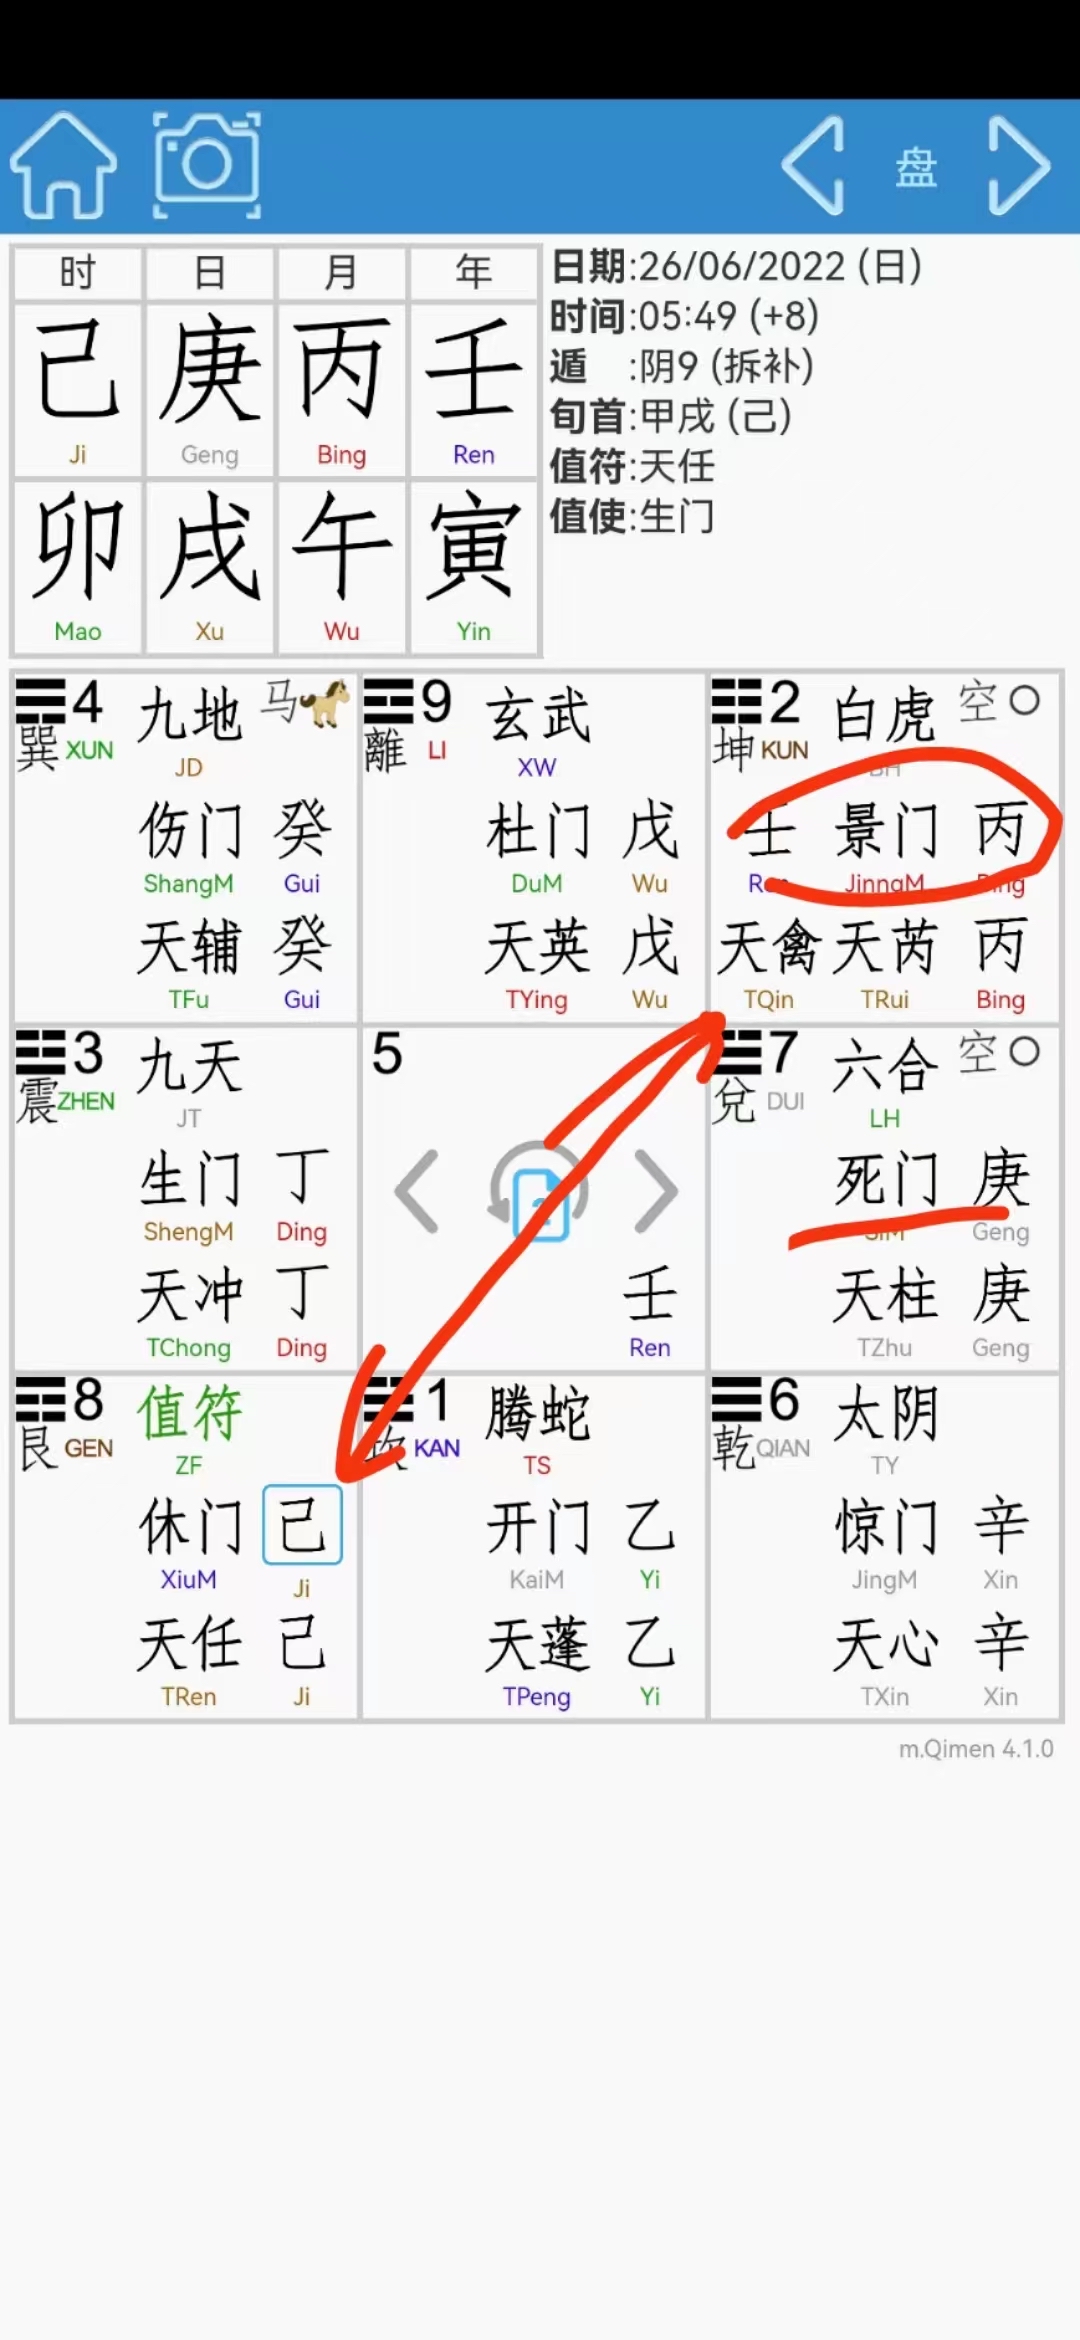 盘
时 日 月 年
己 庚 丙 壬
Ji Geng Bing Ren
卯 戌 午 寅
Mao Xu Wu Yin
日期:26/06/2022 (日)
时间:05:49 (+8)
遁 :阴9 (拆补)
旬首:甲戌 (己)
值符:天任
值使:生门
4 九地 马
巽 XUN JD
伤门 癸
ShangM Gui
天辅 癸
TFu Gui
9 玄武
離 LI XW
杜门 戊
DuM Wu
天英 戊
TYing Wu
2 白虎 空
坤 KUN BH
壬 景门 丙
Ren JingM Bing
天禽 天芮 丙
TQin TRui Bing
3 九天
震 ZHEN JT
生门 丁
ShengM Ding
天冲 丁
TChong Ding
5
壬
Ren
7 六合 空
兌 DUI LH
死门 庚
SiM Geng
天柱 庚
TZhu Geng
8 值符
艮 GEN ZF
休门 己
XiuM Ji
天任 己
TRen Ji
1 腾蛇
坎 KAN TS
开门 乙
KaiM Yi
天蓬 乙
TPeng Yi
6 太阴
乾 QIAN TY
惊门 辛
JingM Xin
天心 辛
TXin Xin
m.Qimen 4.1.0